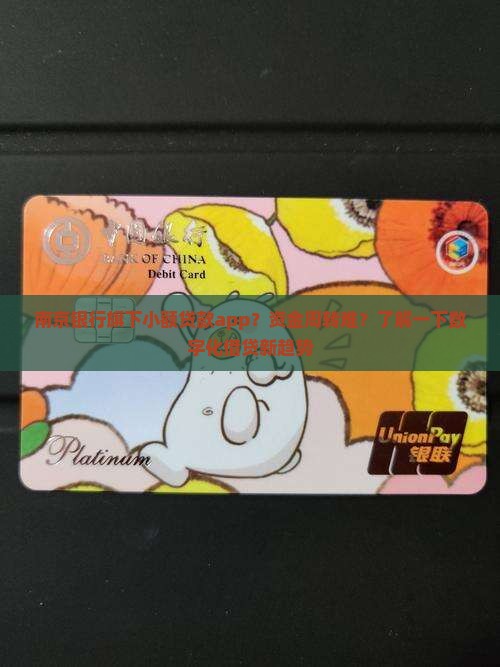 中国银行
BANK OF CHINA
Debit Card
南京银行旗下小额贷款app？资金周转难？了解一下数
字化借贷新趋势
Platinum
UnionPay
银联